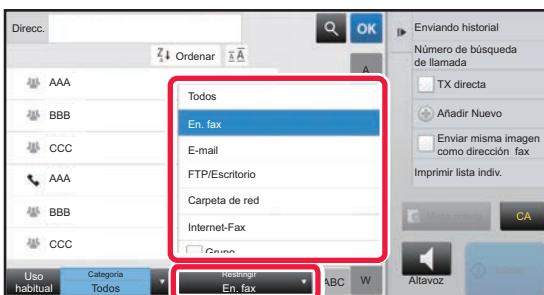 Direcc.
OK
Ordenar
A
AAA
BBB
CCC
AAA
BBB
CCC
Todos
En. fax
E-mail
FTP/Escritorio
Carpeta de red
Internet-Fax
Grupo
Uso
habitual
Categoría
Todos
Restringir
En. fax
ABC
W
Enviando historial
Número de búsqueda
de llamada
TX directa
Añadir Nuevo
Enviar misma imagen
como dirección fax
Imprimir lista indiv.
CA
Altavoz